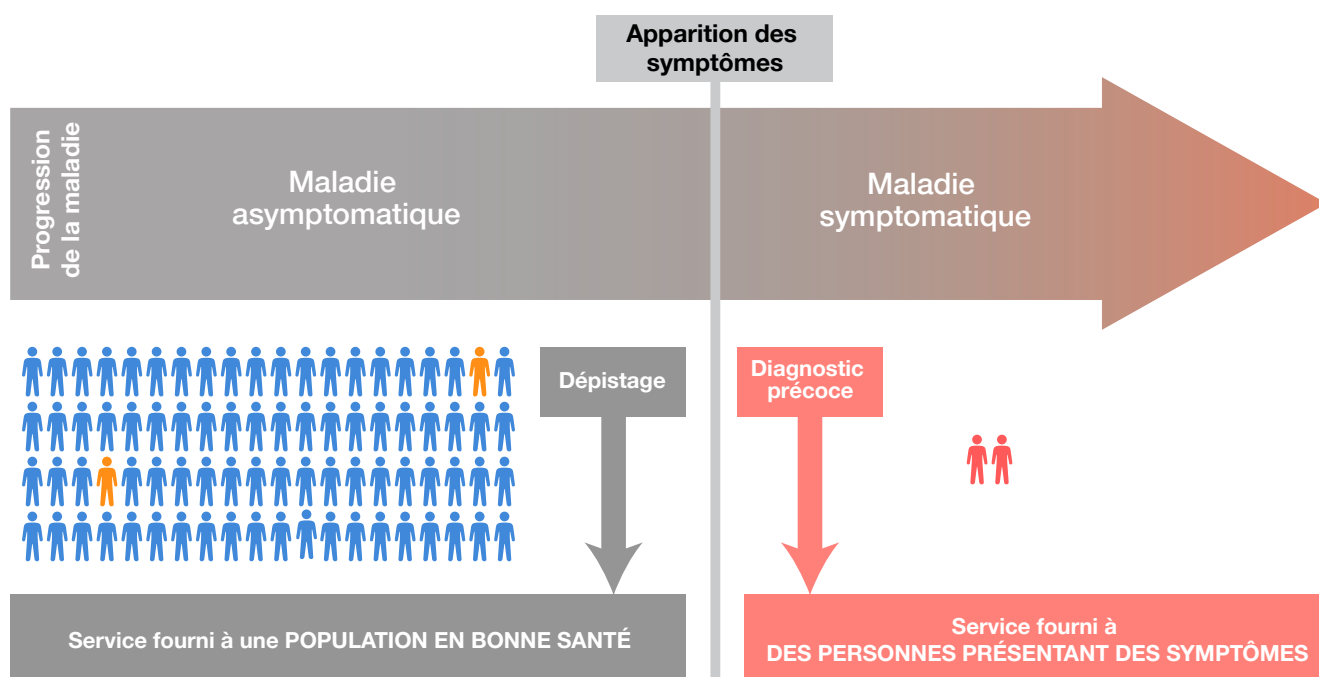 Apparition des
symptômes
Progression
de la maladie
Maladie
asymptomatique
Maladie
symptomatique
Dépistage
Diagnostic
précoce
Service fourni à une POPULATION EN BONNE SANTÉ
Service fourni à
DES PERSONNES PRÉSENTANT DES SYMPTÔMES